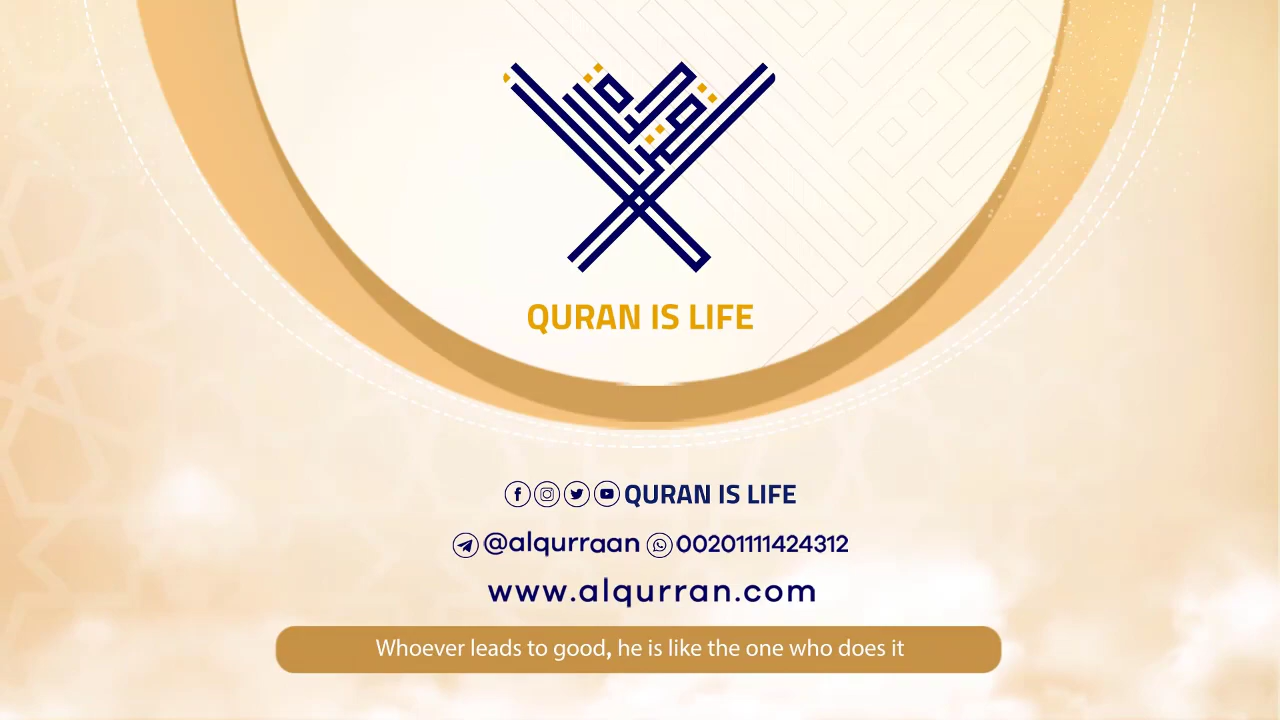 QURAN IS LIFE
QURAN IS LIFE
@alqurraan 00201111424312
www.alqurran.com
Whoever leads to good, he is like the one who does it